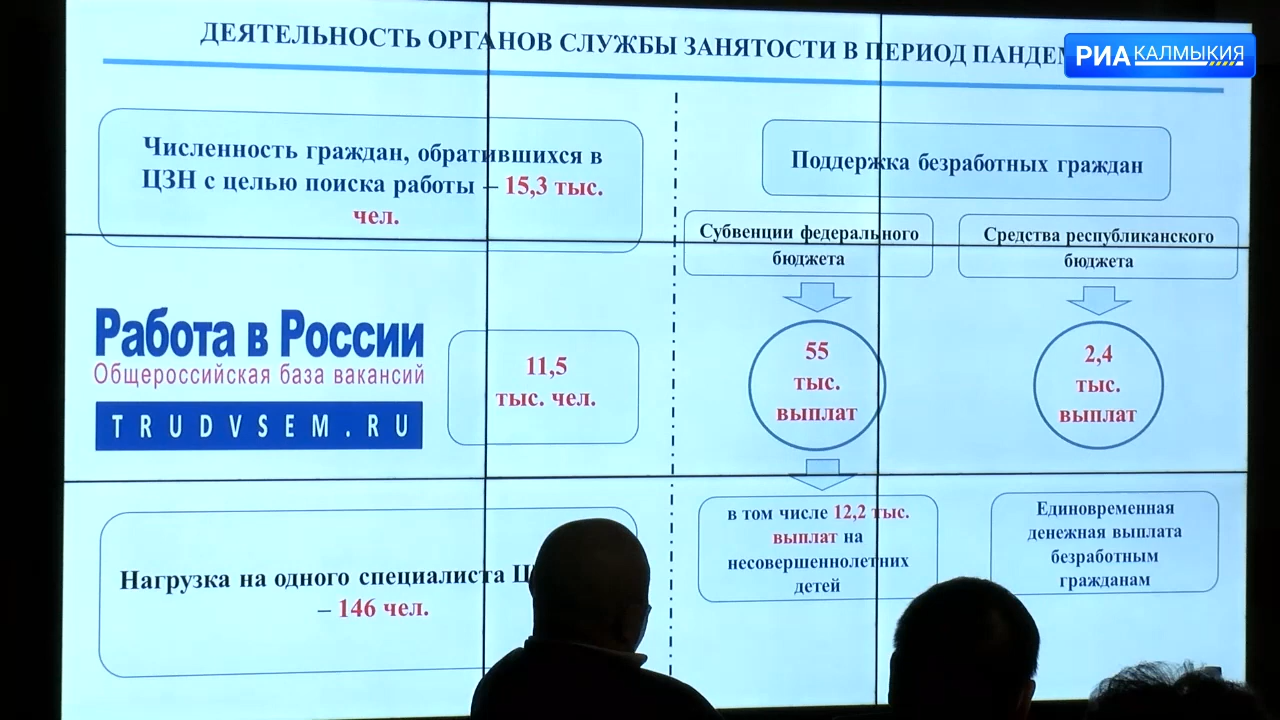 ДЕЯТЕЛЬНОСТЬ ОРГАНОВ СЛУЖБЫ ЗАНЯТОСТИ В ПЕРИОД
РИА КАЛМЫКИЯ
Численность граждан, обратившихся в
ЦЗН с целью поиска работы – 15,3 тыс.
чел.
Работа в России
Общероссийская база вакансий
TRUDVSEM.RU
11,5
тыс. чел.
Нагрузка на одного специалиста
– 146 чел.
Поддержка безработных граждан
Субвенции федерального
бюджета
55
тыс.
выплат
в том числе 12,2 тыс.
выплат на
несовершеннолетних
детей
Средства республиканского
бюджета
2,4
тыс.
выплат
Единовременная
денежная выплата
безработным
гражданам